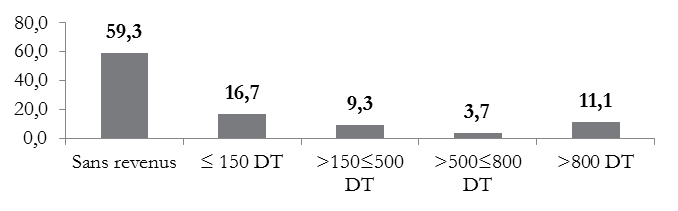 80,0
60,0
40,0
20,0
0,0
59,3
16,7
9,3
3,7
11,1
Sans revenus
≤ 150 DT
>150≤500
DT
>500≤800
DT
>800 DT